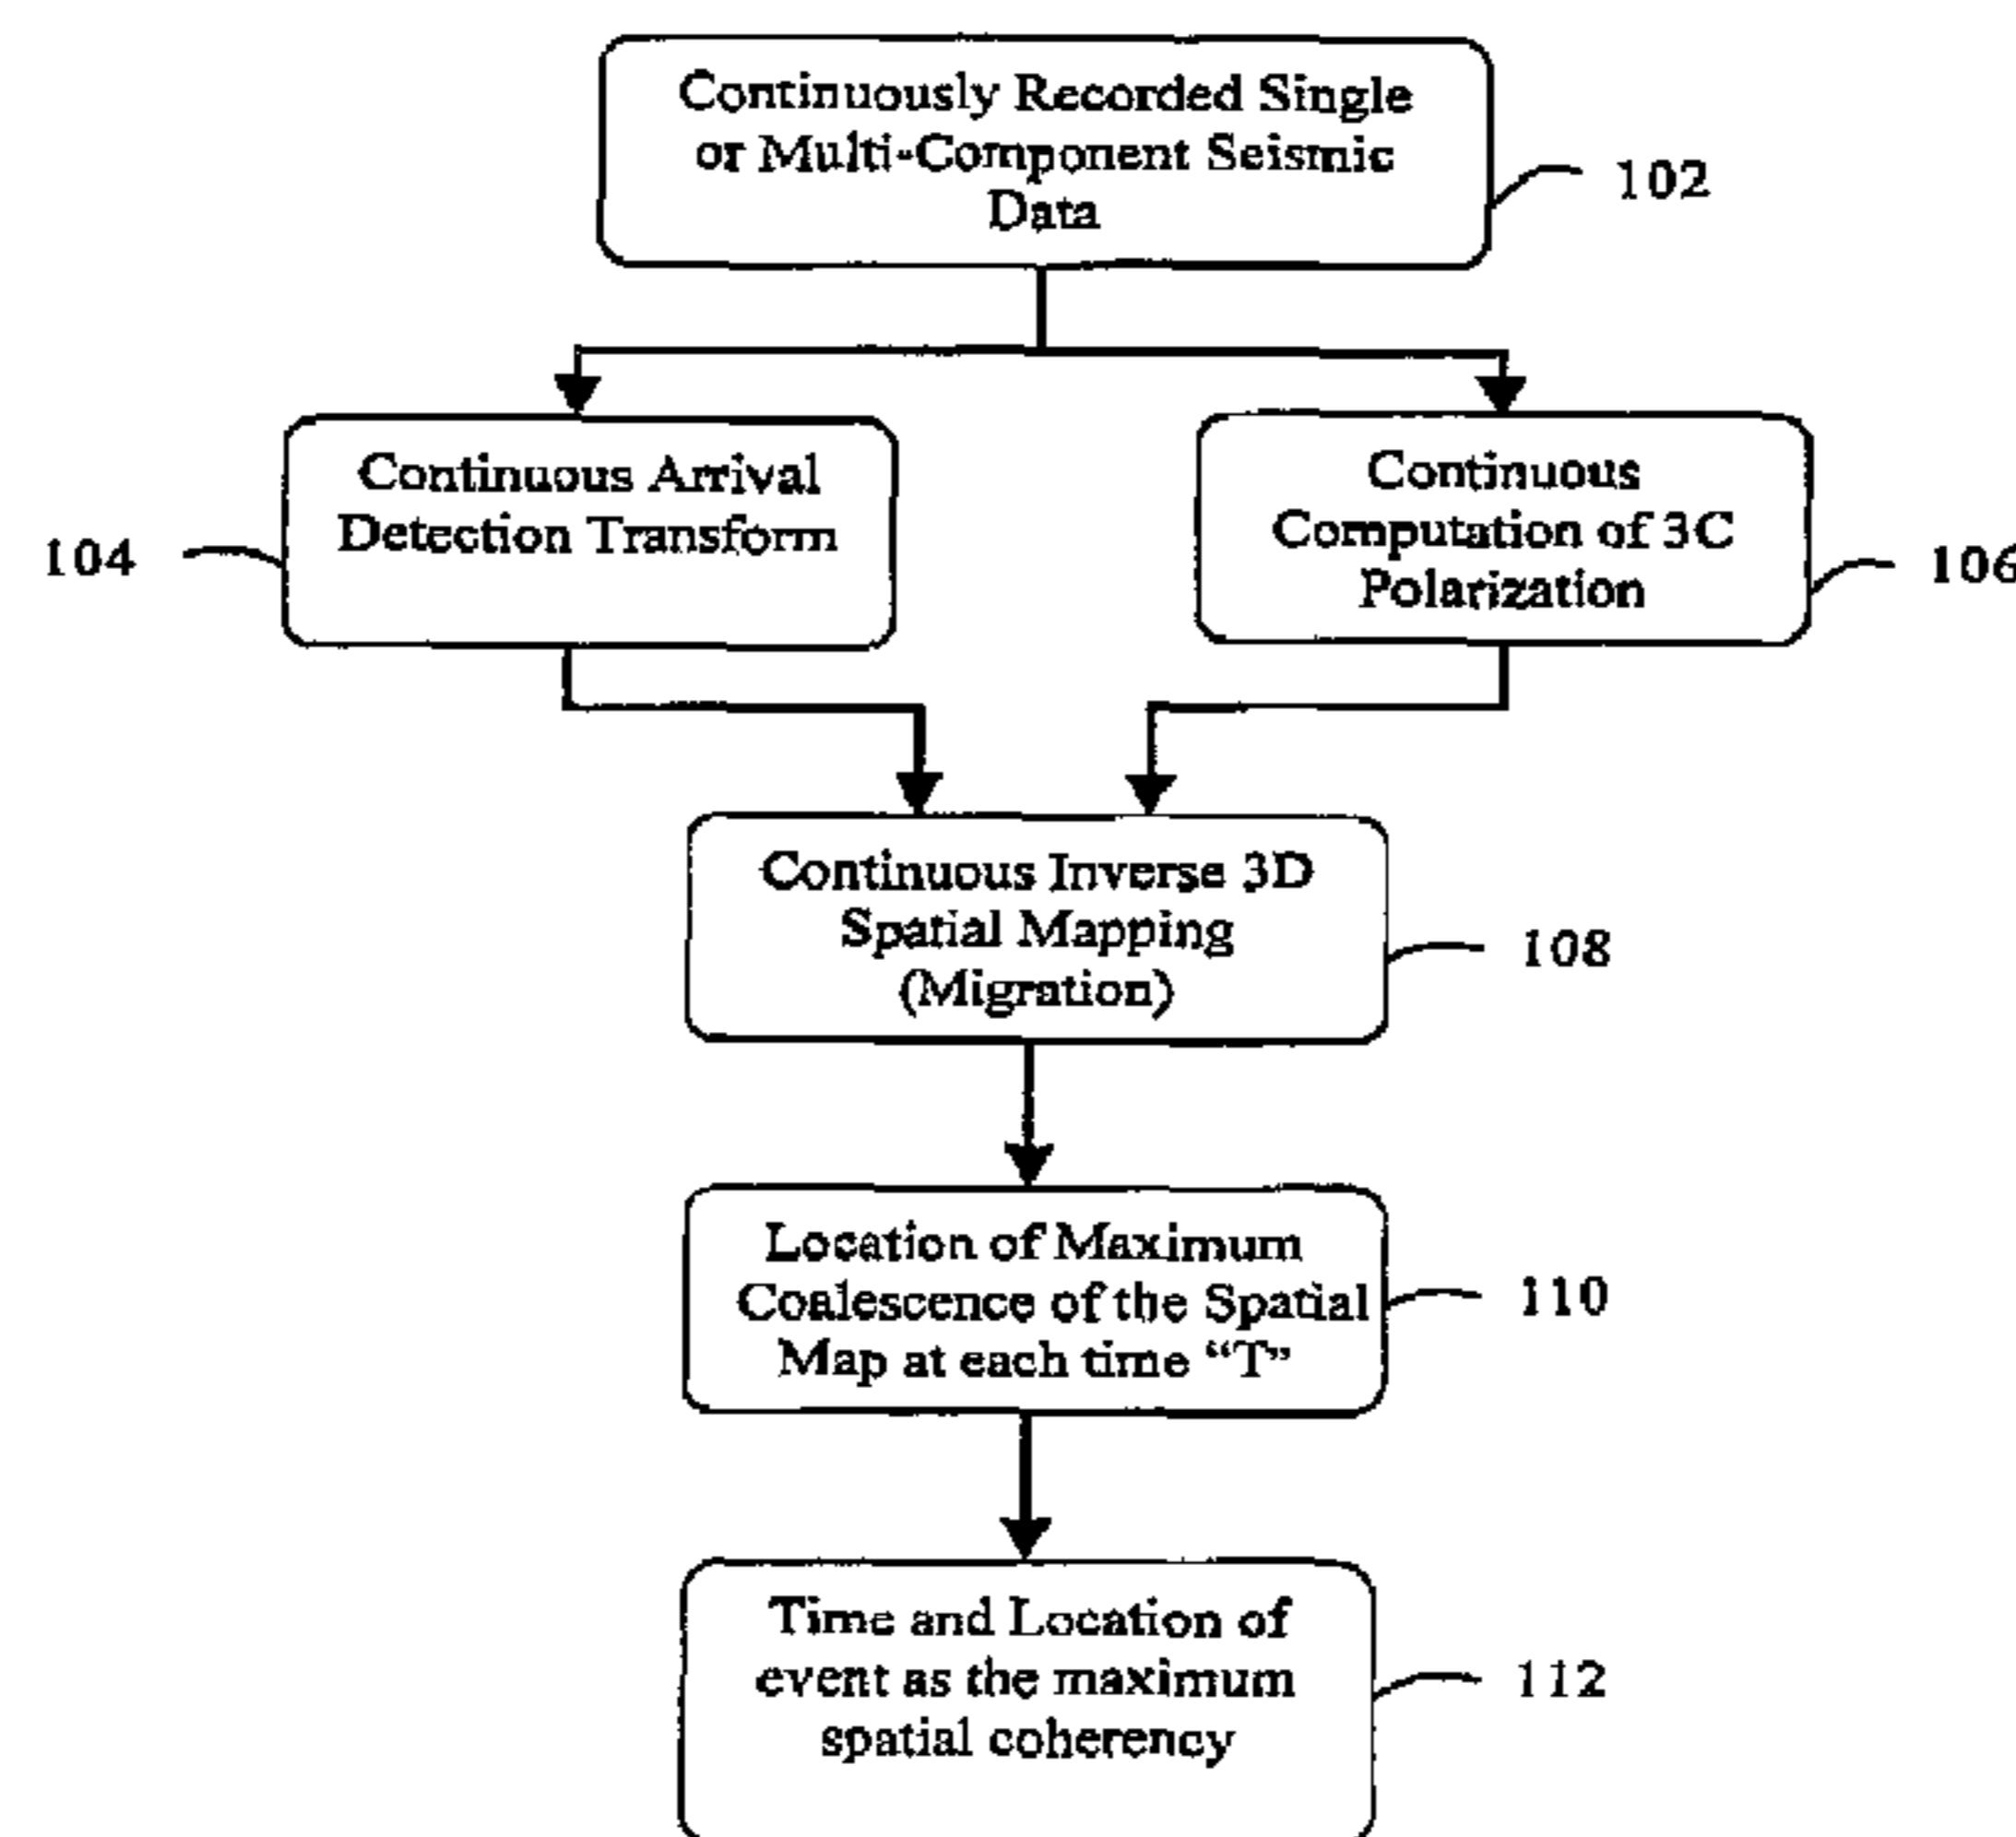 Continuously Recorded Single
or Multi-Component Seismic
Data
102
Continuous Arrival
Detection Transform
104
Continuous
Computation of 3C
Polarization
106
Continuous Inverse 3D
Spatial Mapping
(Migration)
108
Location of Maximum
Coalescence of the Spatial
Map at each time “T”
110
Time and Location of
event as the maximum
spatial coherency
112